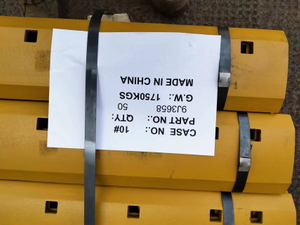 CASE NO.: 10#
PART NO.: QTY:
9J3658 50
G.W.: 1750KGS
MADE IN CHINA